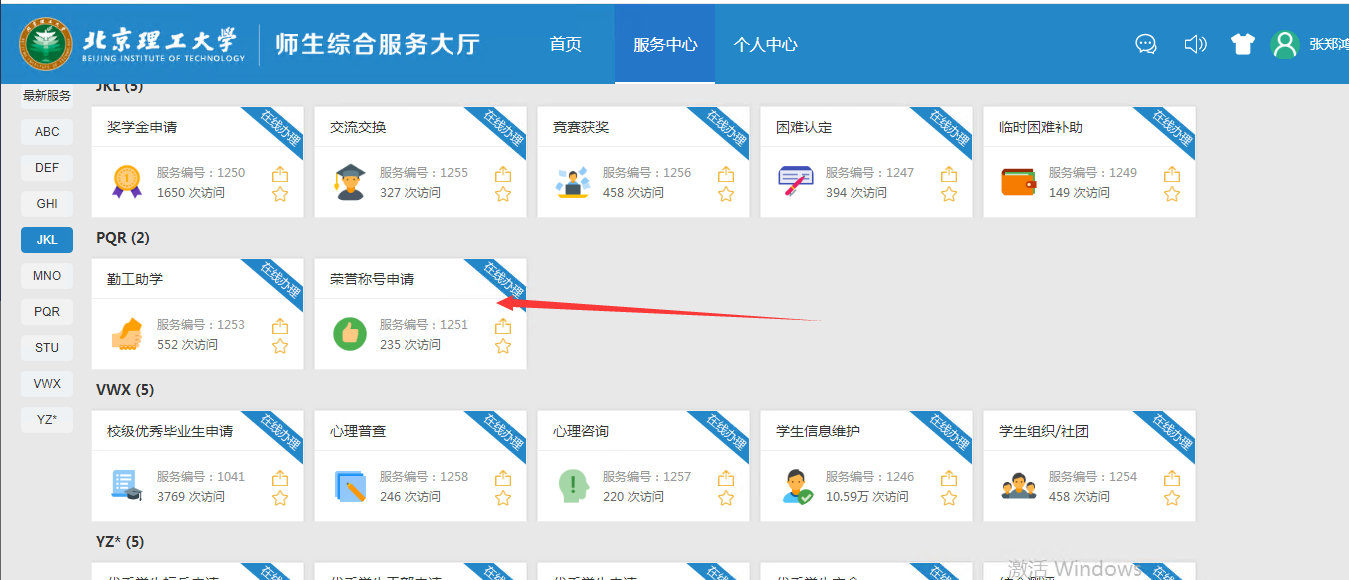 北京理工大学
BEIJING INSTITUTE OF TECHNOLOGY
师生综合服务大厅
首页 服务中心 个人中心
张郑鸿
最新服务
ABC
DEF
GHI
JKL
MNO
PQR
STU
VWX
YZ*
JKL (5)
奖学金申请
在线办理
服务编号：1250
1650 次访问
交流交换
在线办理
服务编号：1255
327 次访问
竞赛获奖
在线办理
服务编号：1256
458 次访问
困难认定
在线办理
服务编号：1247
394 次访问
临时困难补助
在线办理
服务编号：1249
149 次访问
PQR (2)
勤工助学
在线办理
服务编号：1253
552 次访问
荣誉称号申请
在线办理
服务编号：1251
235 次访问
VWX (5)
校级优秀毕业生申请
在线办理
服务编号：1041
3769 次访问
心理普查
在线办理
服务编号：1258
246 次访问
心理咨询
在线办理
服务编号：1257
220 次访问
学生信息维护
在线办理
服务编号：1246
10.59万 次访问
学生组织/社团
在线办理
服务编号：1254
458 次访问
YZ* (5)
激活 Windows